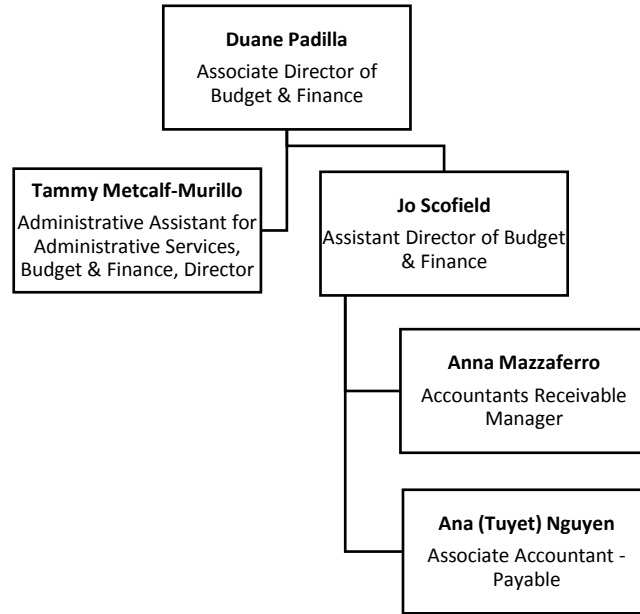 Duane Padilla
Associate Director of
Budget & Finance
Tammy Metcalf-Murillo
Administrative Assistant for
Administrative Services,
Budget & Finance, Director
Jo Scofield
Assistant Director of Budget
& Finance
Anna Mazzaferro
Accountants Receivable
Manager
Ana (Tuyet) Nguyen
Associate Accountant -
Payable